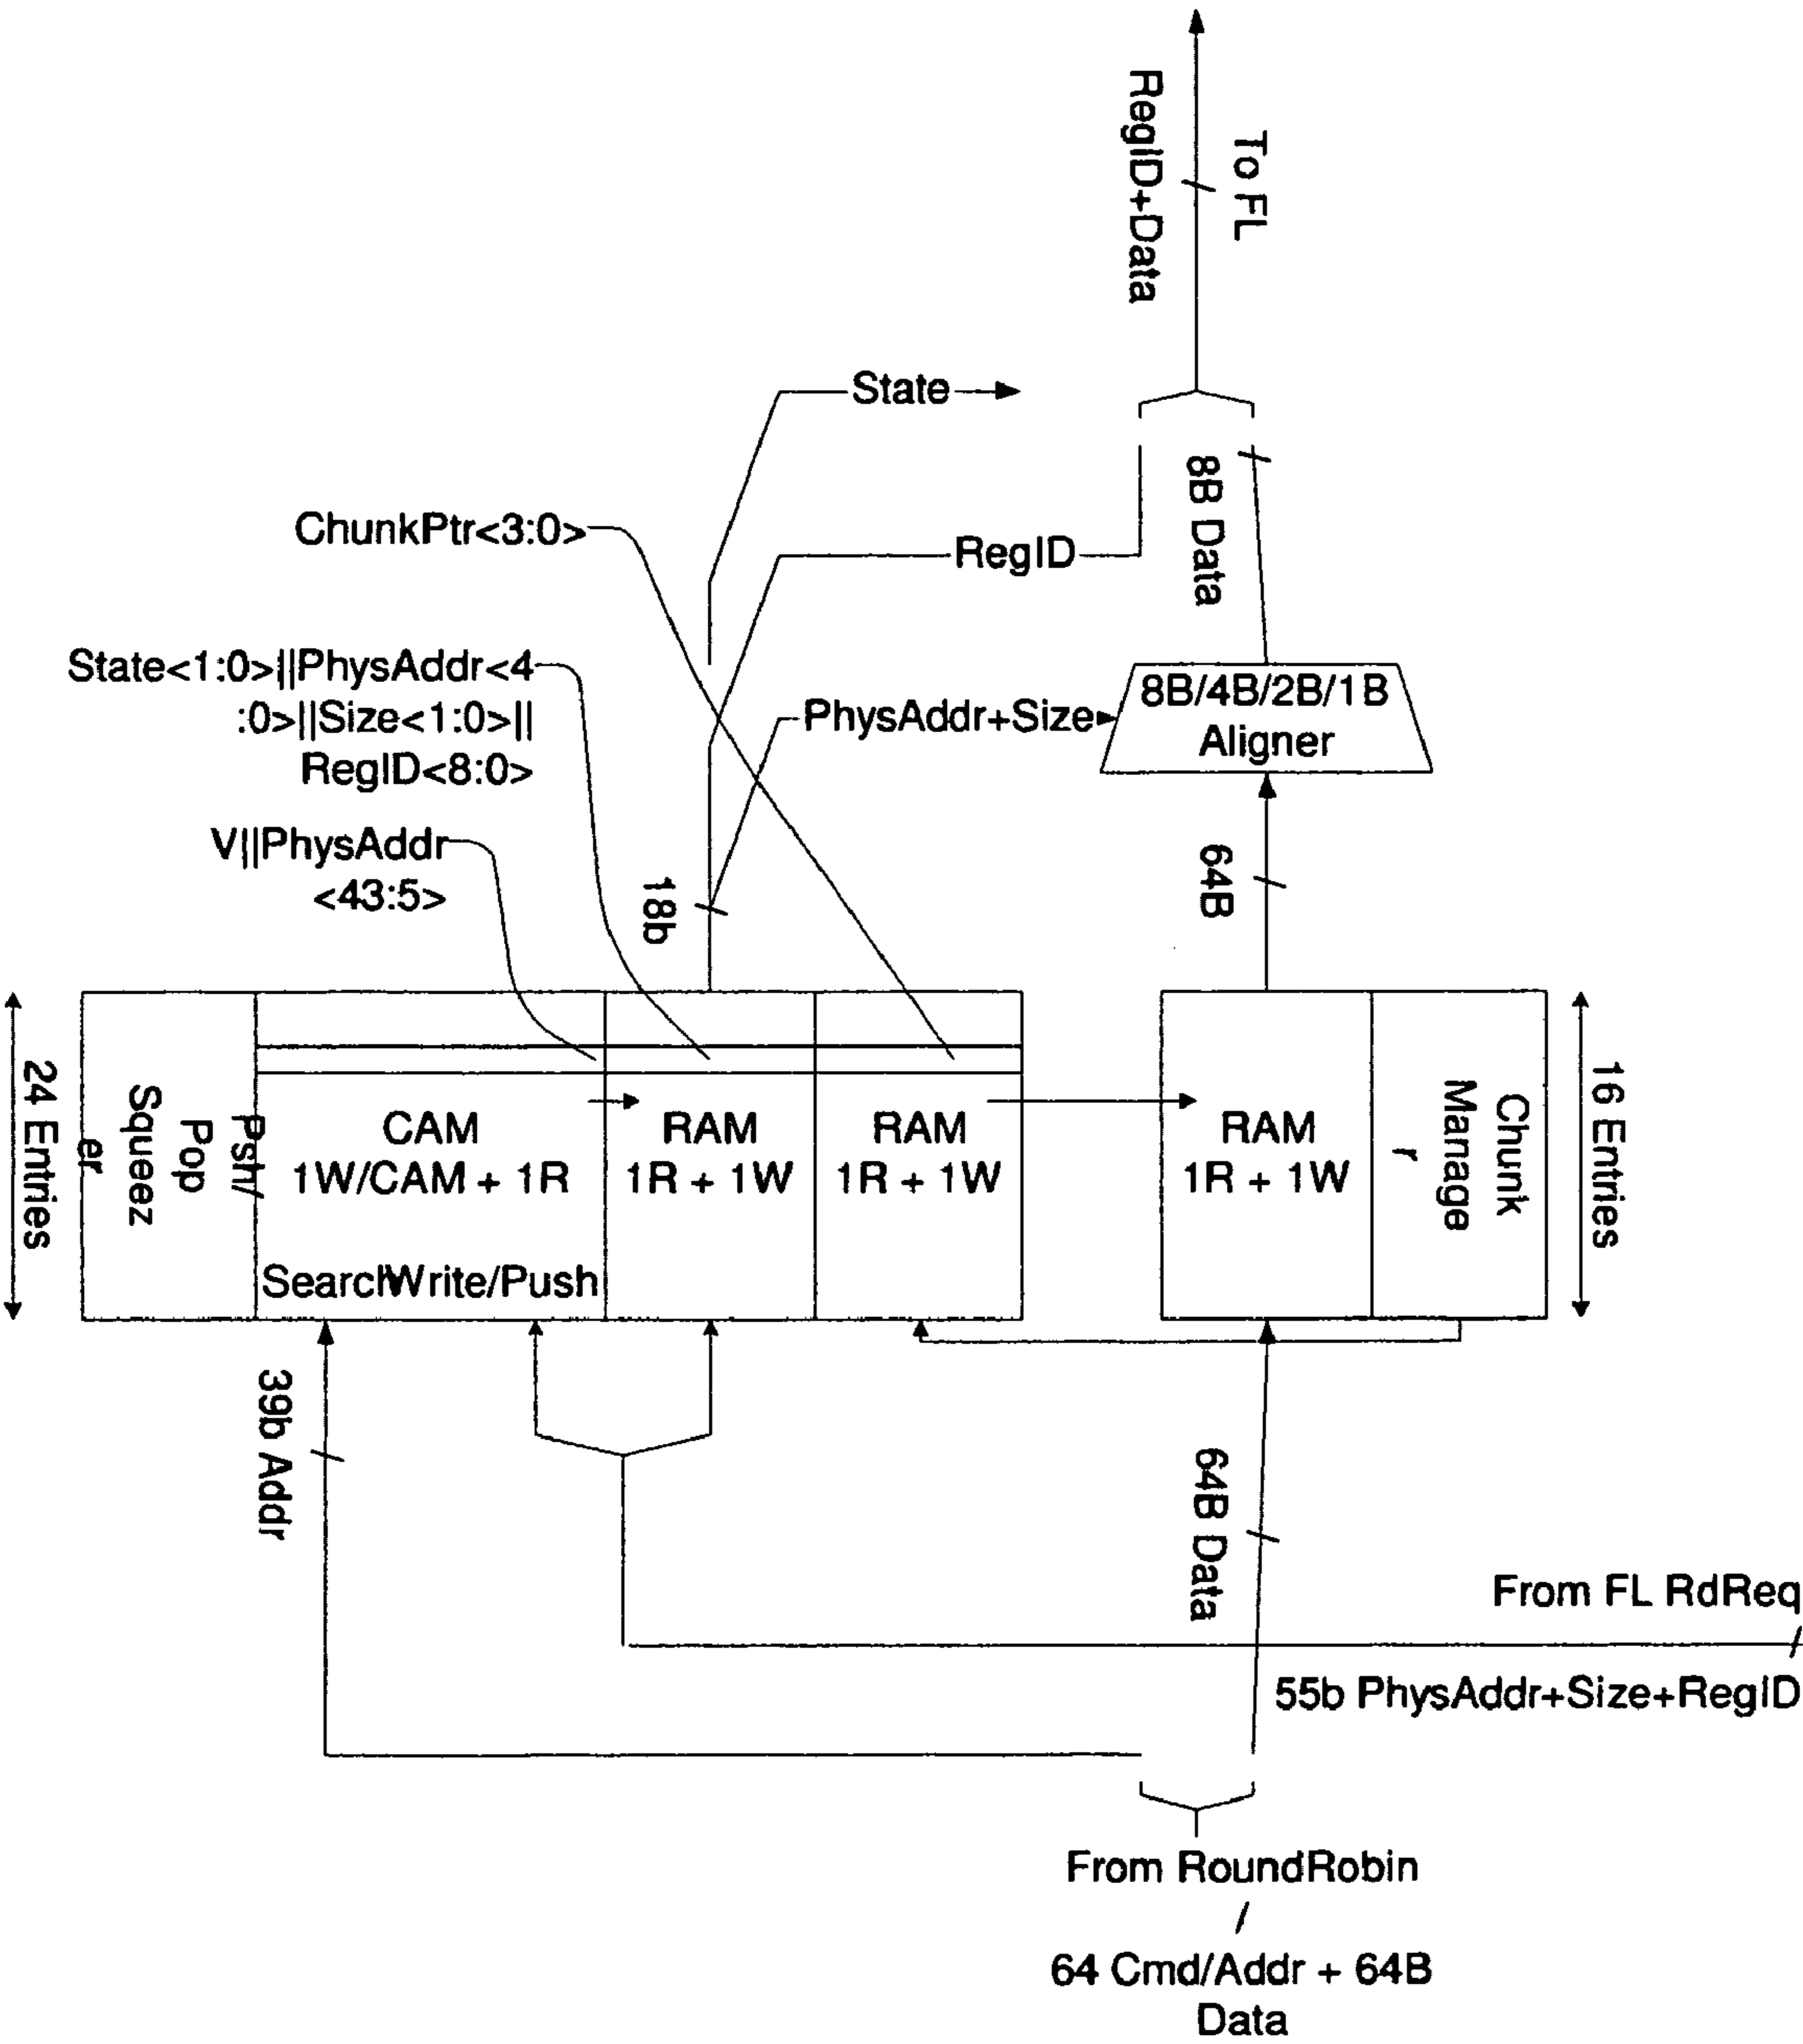 To FL
RegID+Data
State
8B Data
ChunkPtr<3:0>
RegID
State<1:0>||PhysAddr<4
:0>||Size<1:0>||
RegID<8:0>
PhysAddr+Size
8B/4B/2B/1B
Aligner
V||PhysAddr
<43:5>
18b
64B
24 Entries
Psh/
Pop
Squeez
er
CAM
1W/CAM + 1R
Search
Write/Push
RAM
1R + 1W
RAM
1R + 1W
RAM
1R + 1W
Chunk
Manage
r
16 Entries
39b Addr
64B Data
From FL RdReq
55b PhysAddr+Size+RegID
From RoundRobin
64 Cmd/Addr + 64B
Data